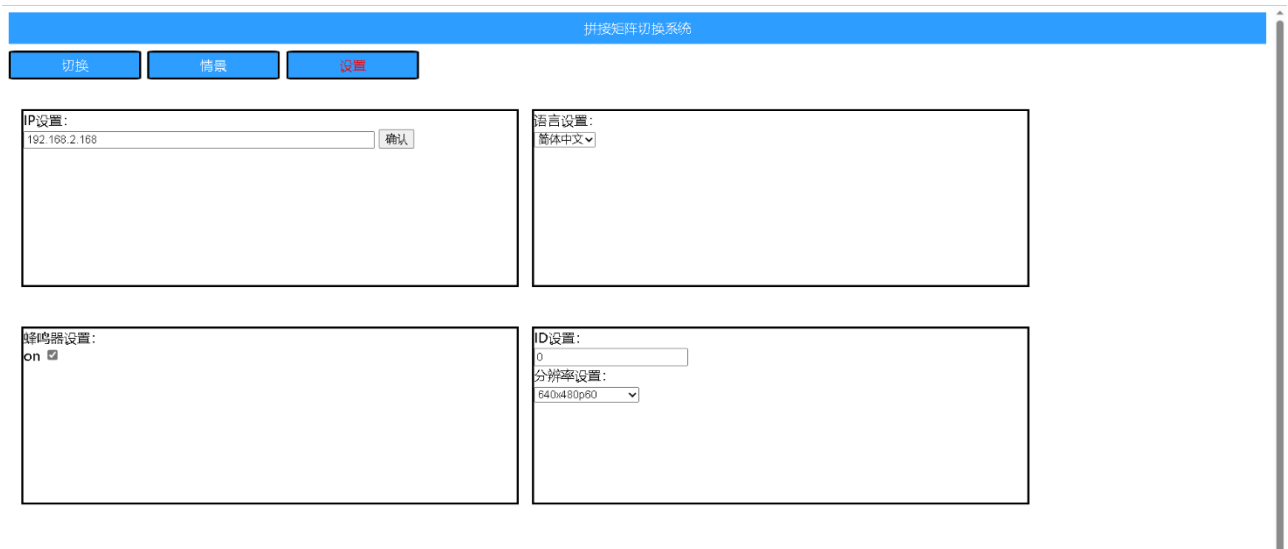 拼接矩阵切换系统
切换 情景 设置
IP设置：
192.168.2.168 确认
语言设置：
简体中文
蜂鸣器设置：
on
ID设置：
0
分辨率设置：
640x480p60